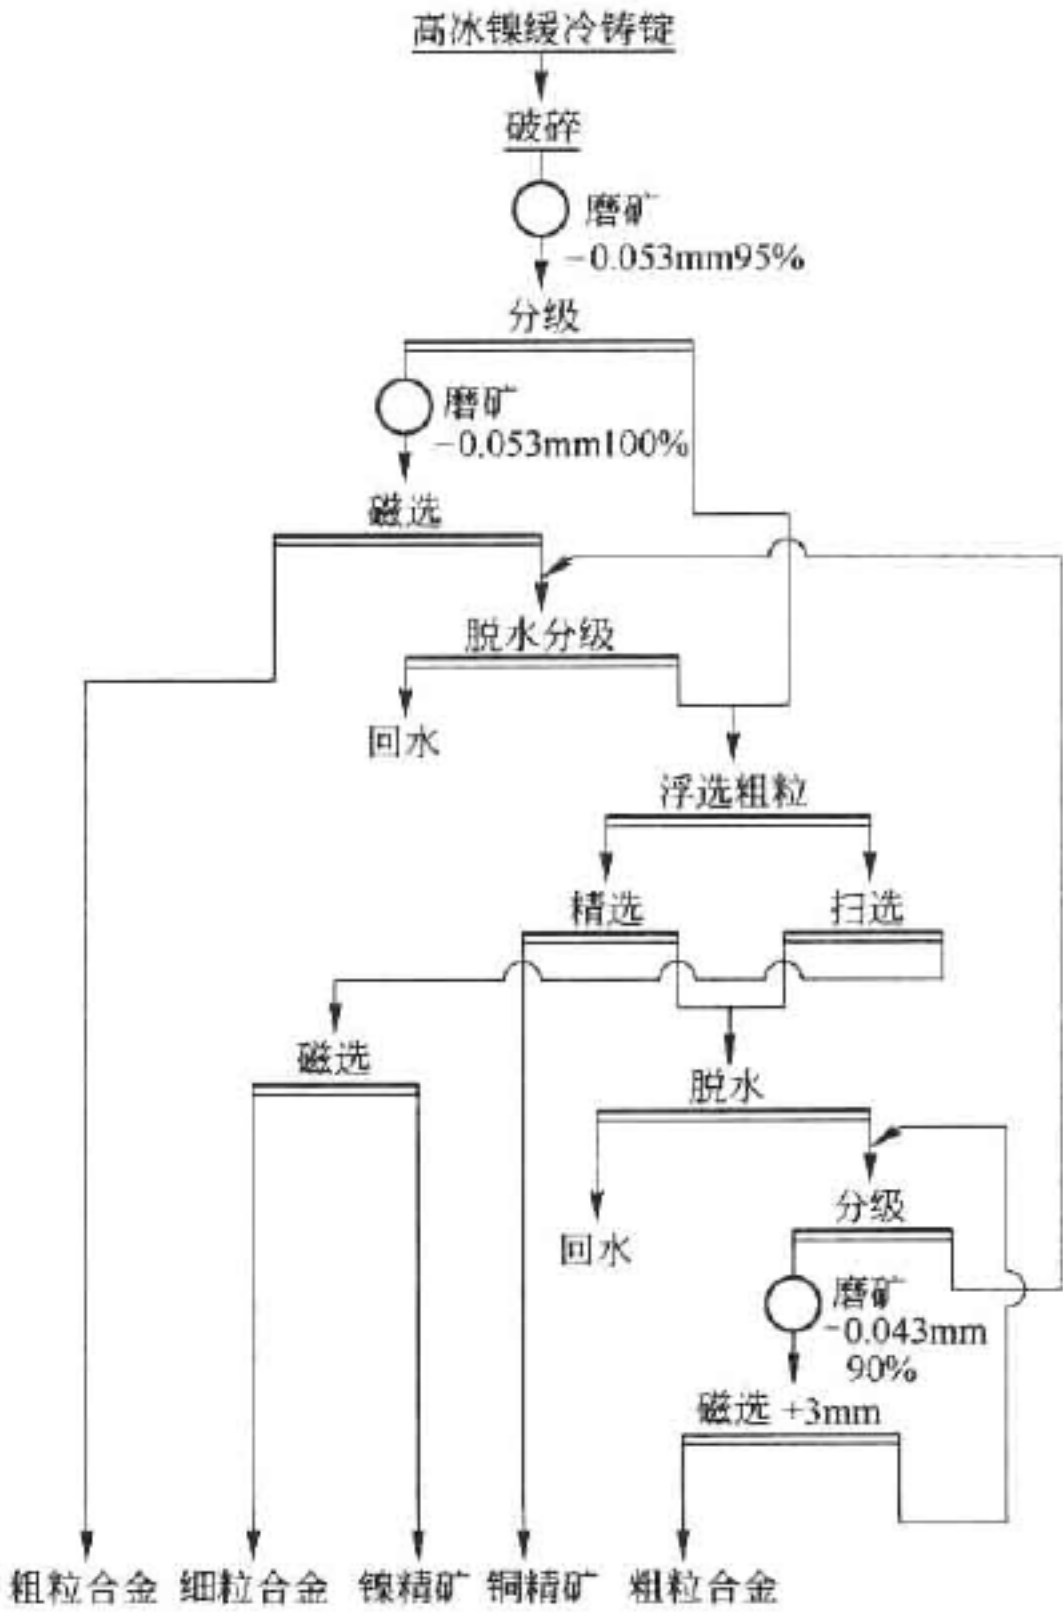 高冰镍缓冷铸锭
破碎
磨矿
-0.053mm95%
分级
磨矿
-0.053mm100%
磁选
脱水分级
回水
浮选粗粒
精选
扫选
磁选
脱水
分级
回水
磨矿
-0.043mm
90%
磁选 +3mm
粗粒合金 细粒合金 镍精矿 铜精矿 粗粒合金